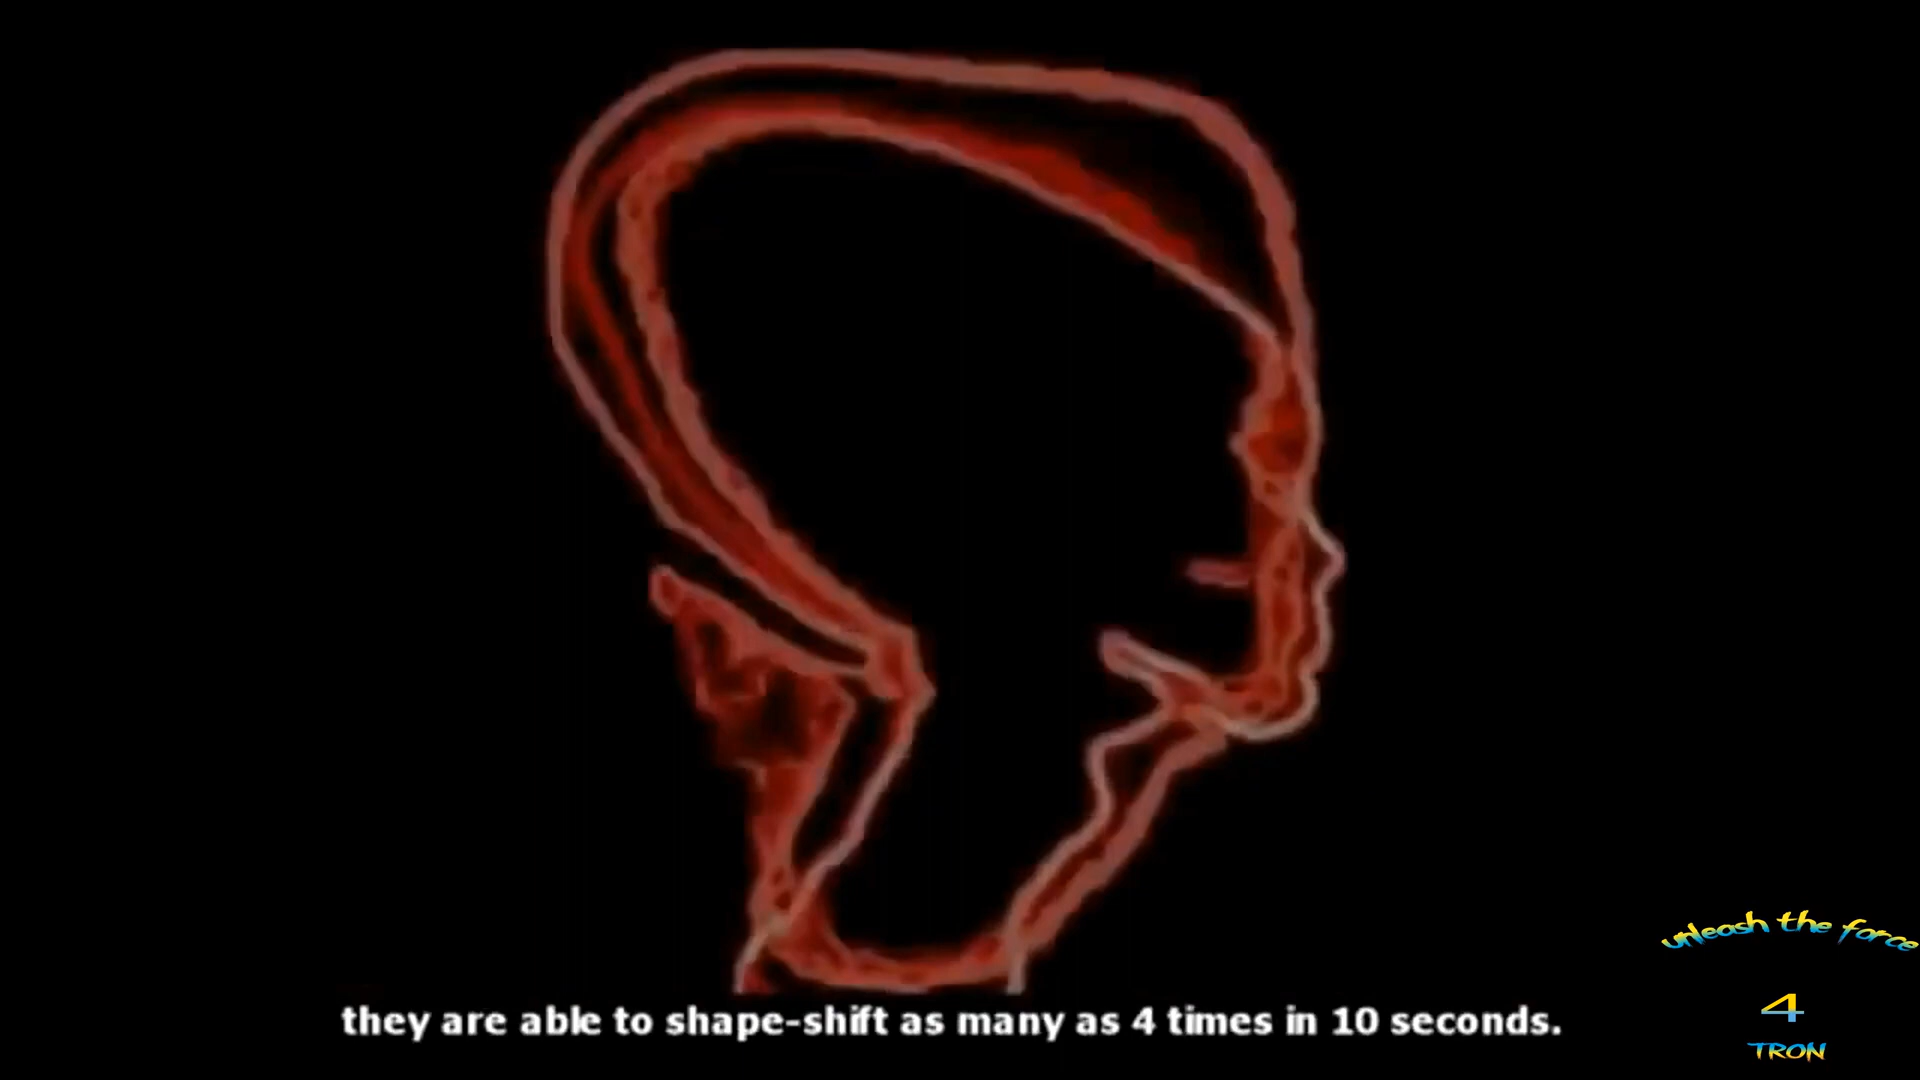 unleash the force
4
TRON
they are able to shape-shift as many as 4 times in 10 seconds.